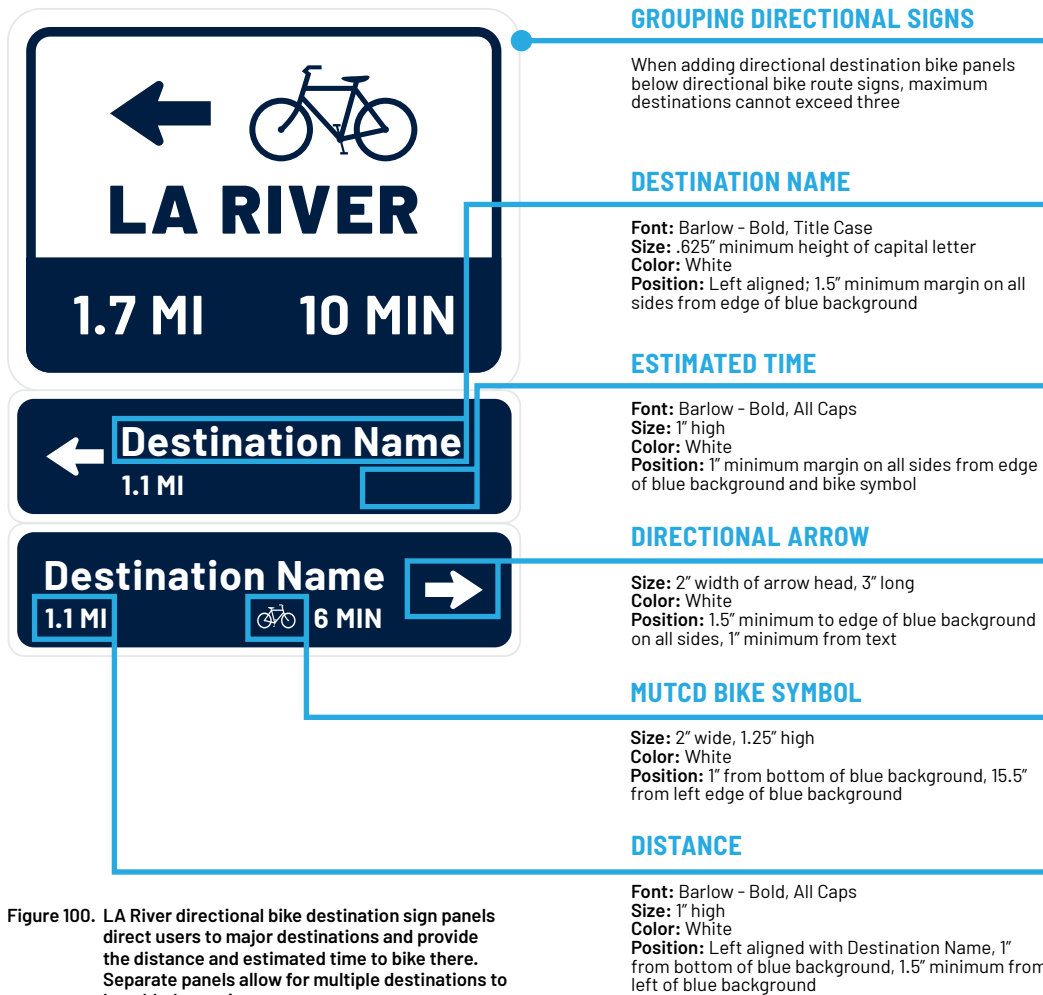 LA RIVER
1.7 MI 10 MIN
Destination Name
1.1 MI
Destination Name
1.1 MI 6 MIN
GROUPING DIRECTIONAL SIGNS
When adding directional destination bike panels
below directional bike route signs, maximum
destinations cannot exceed three
DESTINATION NAME
Font: Barlow - Bold, Title Case
Size: .625” minimum height of capital letter
Color: White
Position: Left aligned; 1.5” minimum margin on all
sides from edge of blue background
ESTIMATED TIME
Font: Barlow - Bold, All Caps
Size: 1” high
Color: White
Position: 1” minimum margin on all sides from edge
of blue background and bike symbol
DIRECTIONAL ARROW
Size: 2” width of arrow head, 3” long
Color: White
Position: 1.5” minimum to edge of blue background
on all sides, 1” minimum from text
MUTCD BIKE SYMBOL
Size: 2” wide, 1.25” high
Color: White
Position: 1” from bottom of blue background, 15.5”
from left edge of blue background
DISTANCE
Font: Barlow - Bold, All Caps
Size: 1” high
Color: White
Position: Left aligned with Destination Name, 1”
from bottom of blue background, 1.5” minimum from
left of blue background
Figure 100. LA River directional bike destination sign panels
direct users to major destinations and provide
the distance and estimated time to bike there.
Separate panels allow for multiple destinations to